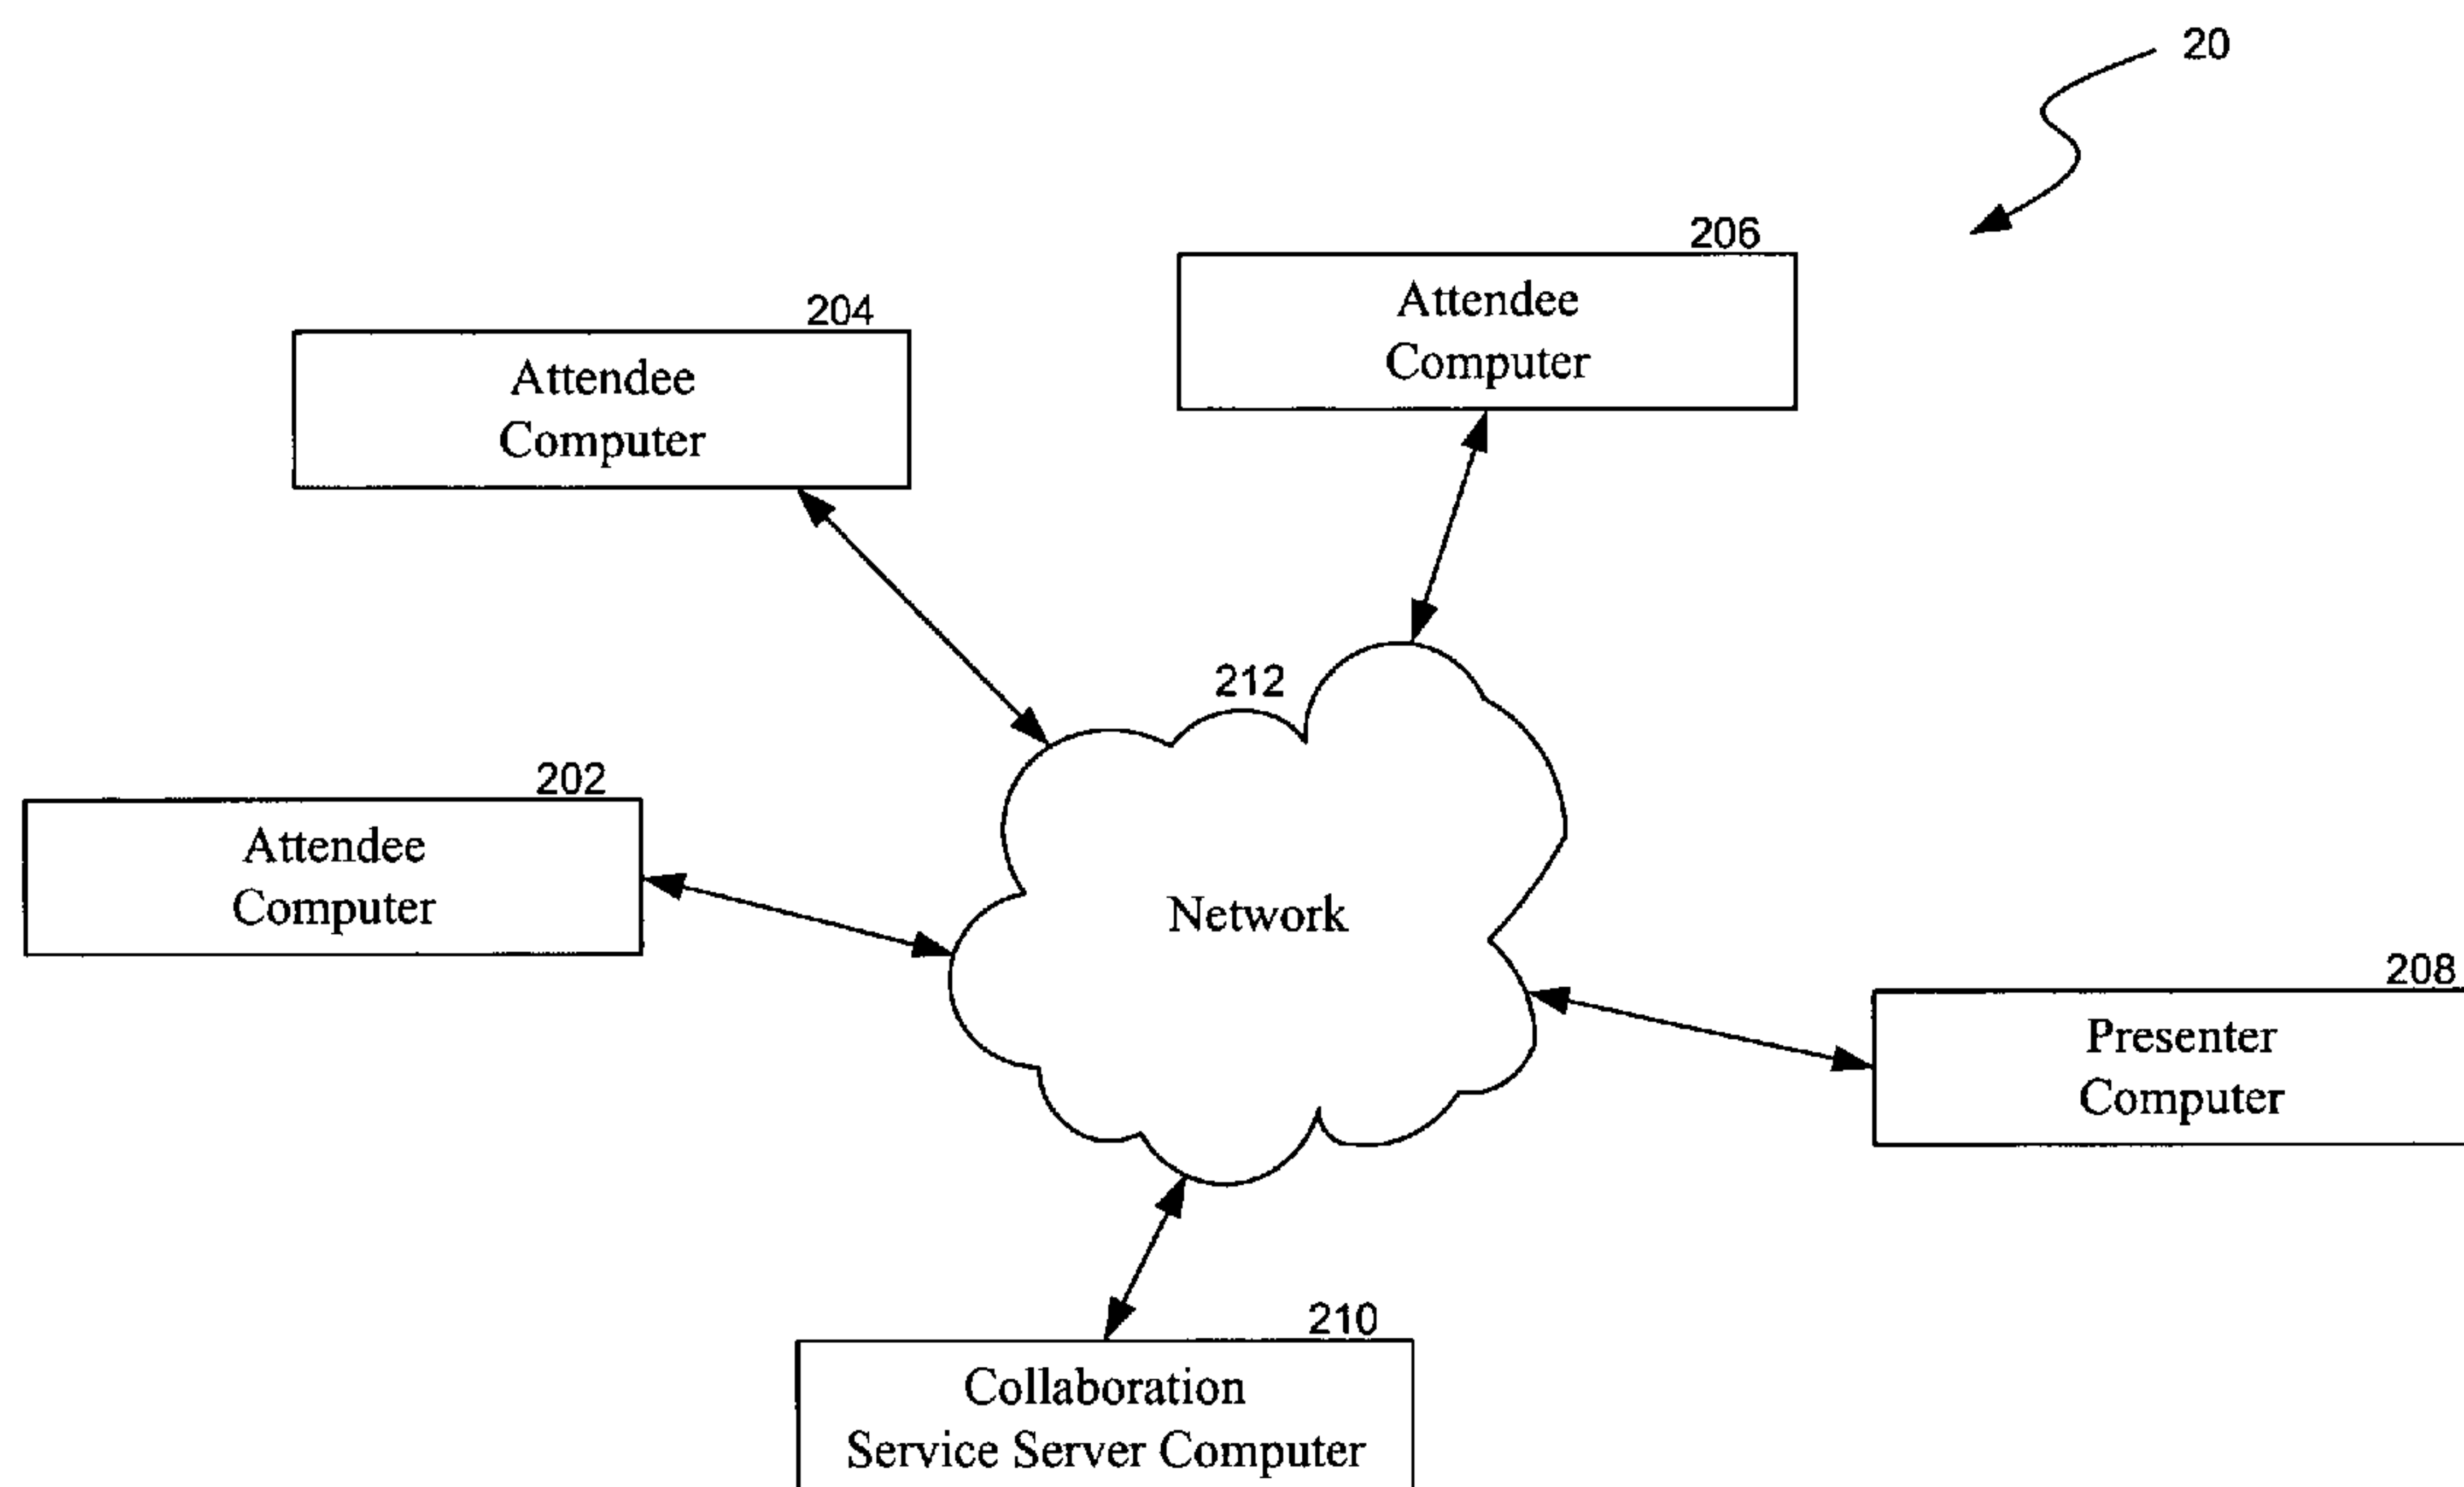 20
206
Attendee
Computer
204
Attendee
Computer
212
202
Attendee
Computer
Network
208
Presenter
Computer
210
Collaboration
Service Server Computer